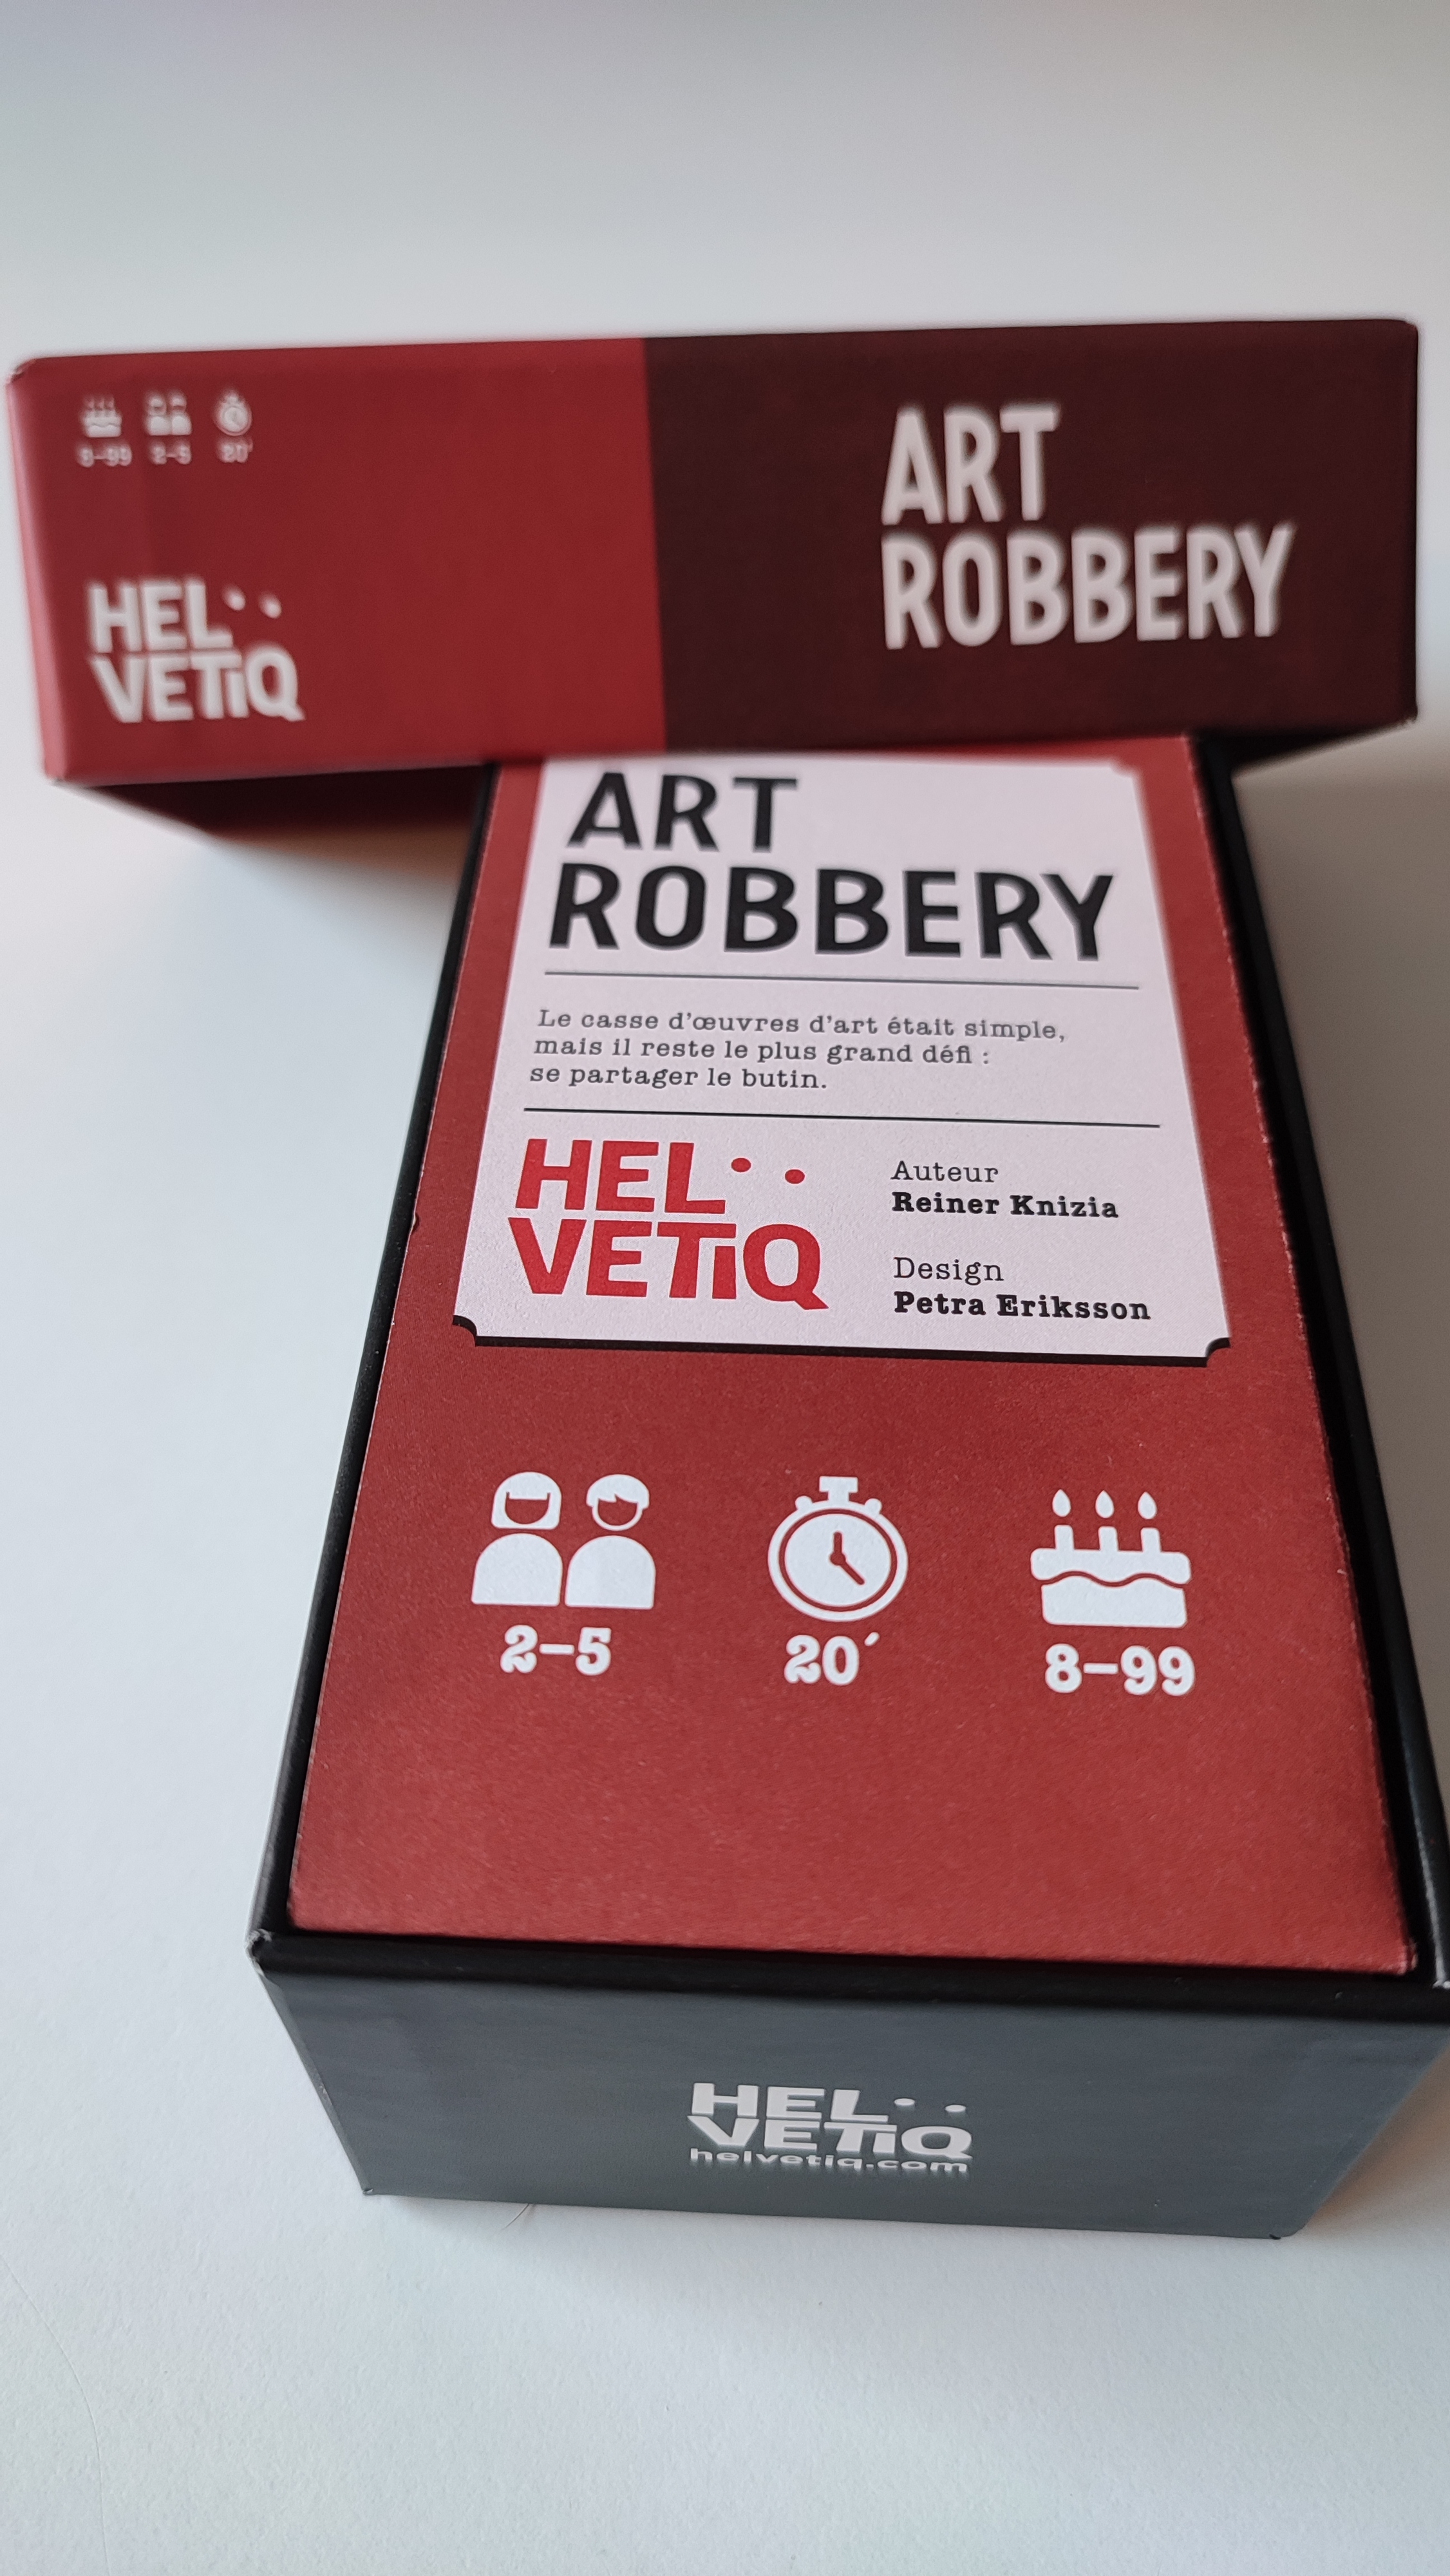 8-99 2-5 20'
HEL
VETiQ
ART
ROBBERY
ART
ROBBERY
Le casse d'œuvres d'art était simple,
mais il reste le plus grand défi :
se partager le butin.
HEL
VETiQ
Auteur
Reiner Knizia
Design
Petra Eriksson
2-5
20′
8-99
HEL
VETiQ
helvetiq.com